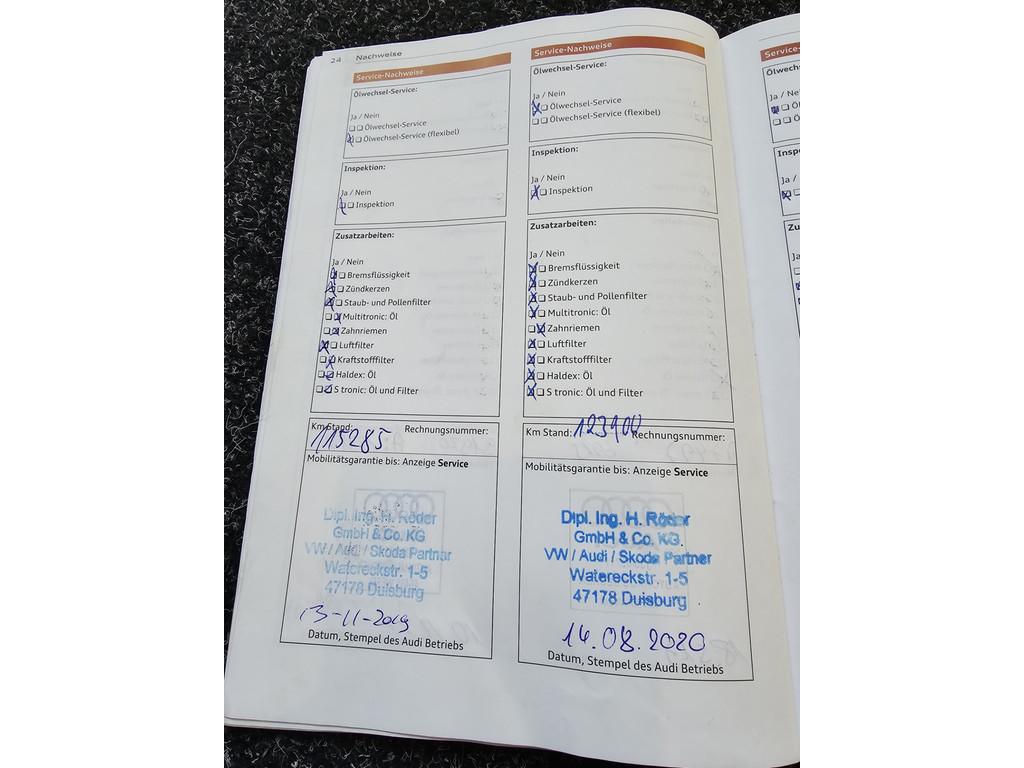 24 Nachweise
Service-Nachweise
Ölwechsel-Service:
Ja / Nein
Ölwechsel-Service
Ölwechsel-Service (flexibel)
Inspektion:
Ja / Nein
Inspektion
Zusatzarbeiten:
Ja / Nein
Bremsflüssigkeit
Zündkerzen
Staub- und Pollenfilter
Multitronic: Öl
Zahnriemen
Luftfilter
Kraftstofffilter
Haldex: Öl
S tronic: Öl und Filter
Km Stand: 115285 Rechnungsnummer:
Mobilitätsgarantie bis: Anzeige Service
Dipl. Ing. H. Röder
GmbH & Co. KG
VW / Audi / Skoda Partner
Watereckstr. 1-5
47178 Duisburg
13-11-2019
Datum, Stempel des Audi Betriebs
Service-Nachweise
Ölwechsel-Service:
Ja / Nein
Ölwechsel-Service
Ölwechsel-Service (flexibel)
Inspektion:
Ja / Nein
Inspektion
Zusatzarbeiten:
Ja / Nein
Bremsflüssigkeit
Zündkerzen
Staub- und Pollenfilter
Multitronic: Öl
Zahnriemen
Luftfilter
Kraftstofffilter
Haldex: Öl
S tronic: Öl und Filter
Km Stand: 123900 Rechnungsnummer:
Mobilitätsgarantie bis: Anzeige Service
Dipl. Ing. H. Röder
GmbH & Co. KG.
VW / Audi / Skoda Partner
Watereckstr. 1-5
47178 Duisburg
14.08.2020
Datum, Stempel des Audi Betriebs
Service-
Ja / Ne